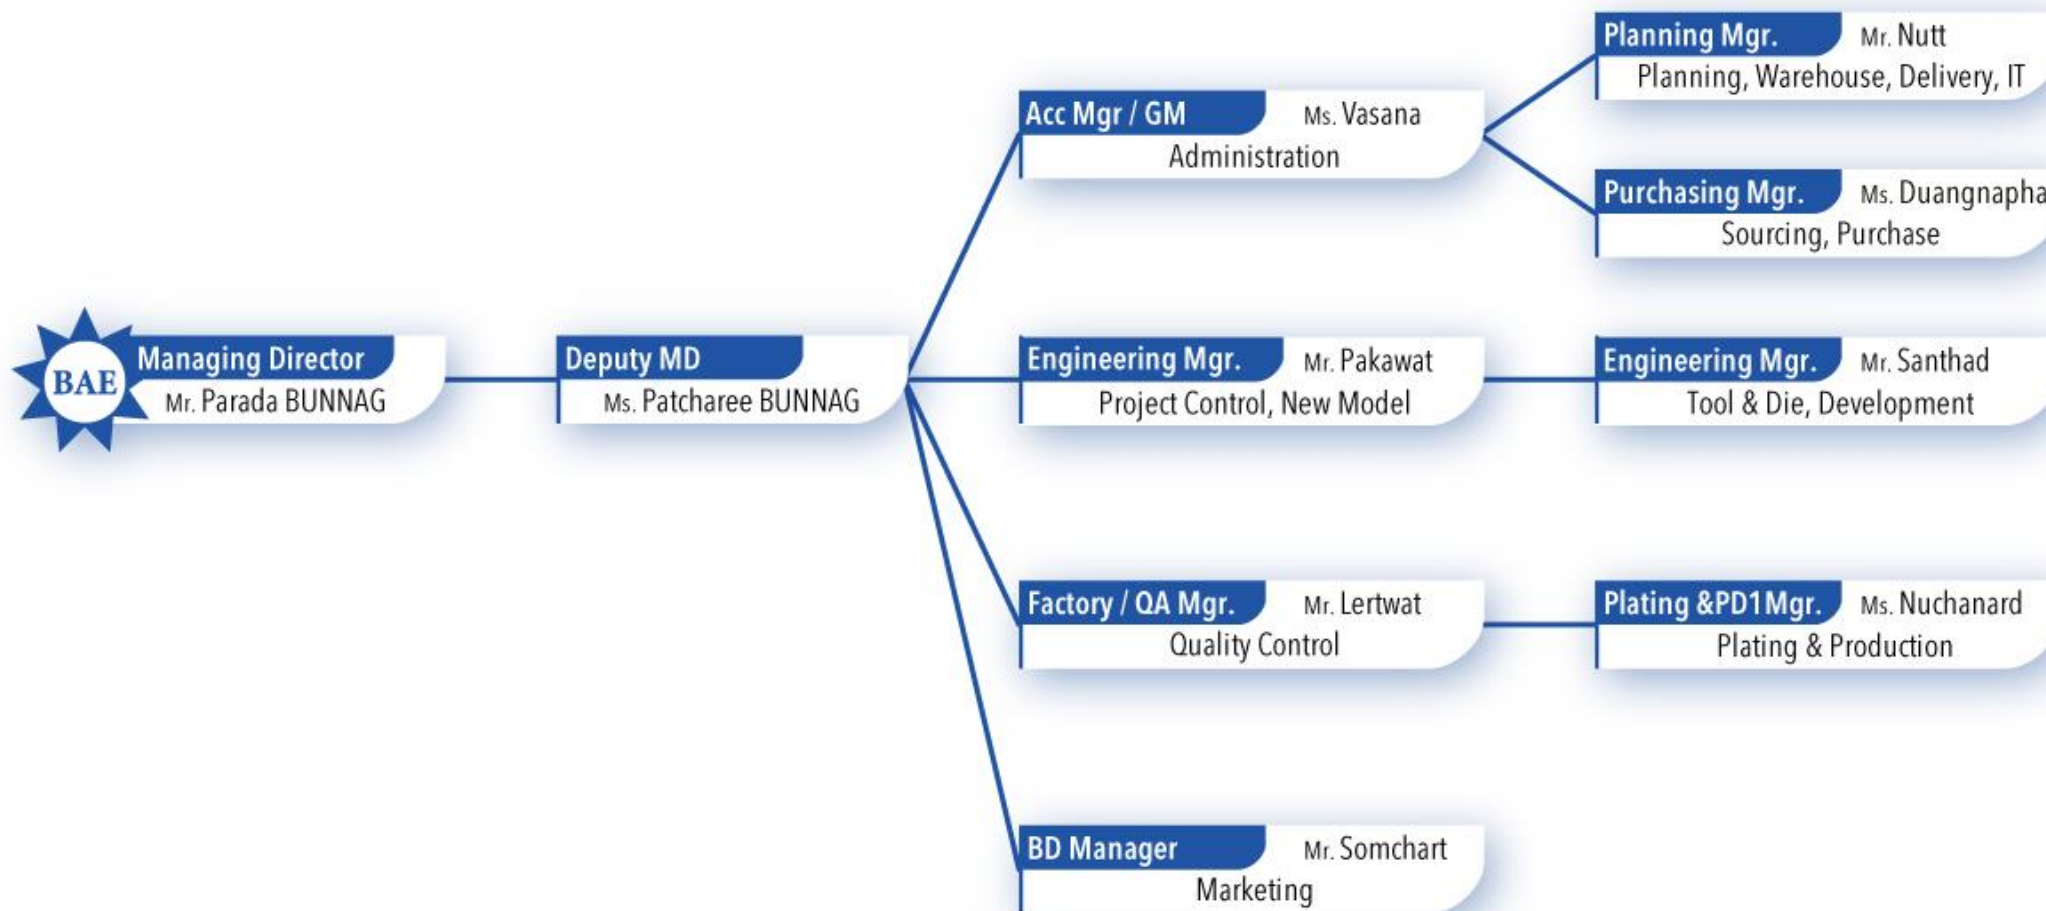 BAE
Managing Director
Mr. Parada BUNNAG
Deputy MD
Ms. Patcharee BUNNAG
Acc Mgr / GM Ms. Vasana
Administration
Planning Mgr. Mr. Nutt
Planning, Warehouse, Delivery, IT
Purchasing Mgr. Ms. Duangnapha
Sourcing, Purchase
Engineering Mgr. Mr. Pakawat
Project Control, New Model
Engineering Mgr. Mr. Santhad
Tool & Die, Development
Factory / QA Mgr. Mr. Lertwat
Quality Control
Plating &PD1Mgr. Ms. Nuchanard
Plating & Production
BD Manager Mr. Somchart
Marketing